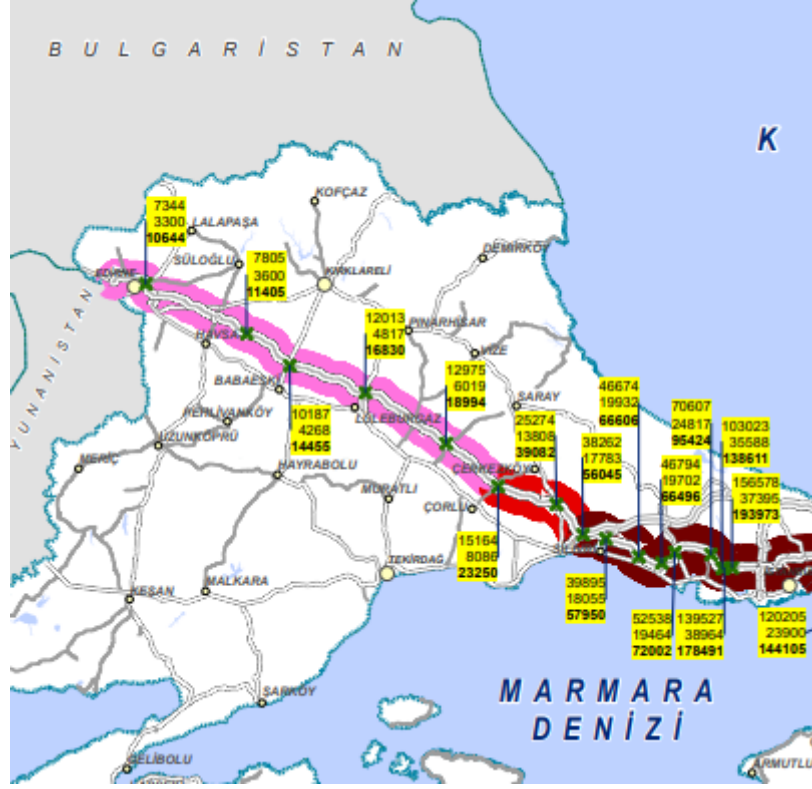 BULGARİSTAN
K
KOFÇAZ
7344
3300
10644
LALAPAŞA
DEMİRKÖY
SÜLOĞLU
7805
3600
11405
KIRKLARELİ
EDİRNE
YUNANİSTAN
12013
4817
16830
PINARHİSAR
HAVSA
VİZE
12975
6019
18994
BABAESKİ
46674
19932
66606
SARAY
70607
24817
95424
PEHLİVANKÖY
10187
4268
14455
LÜLEBURGAZ
25274
13808
39082
103023
35588
138611
38262
17783
56045
UZUNKÖPRÜ
46794
19702
66496
156578
37395
193973
MERİÇ
HAYRABOLU
ÇERKEZKÖY
MURATLI
ÇORLU
15164
8086
23250
TEKİRDAĞ
39895
18055
57950
MALKARA
KEŞAN
52538
19464
72002
139527
38964
178491
120205
23900
144105
ŞARKÖY
MARMARA
DENİZİ
GELİBOLU
ARMUTLU